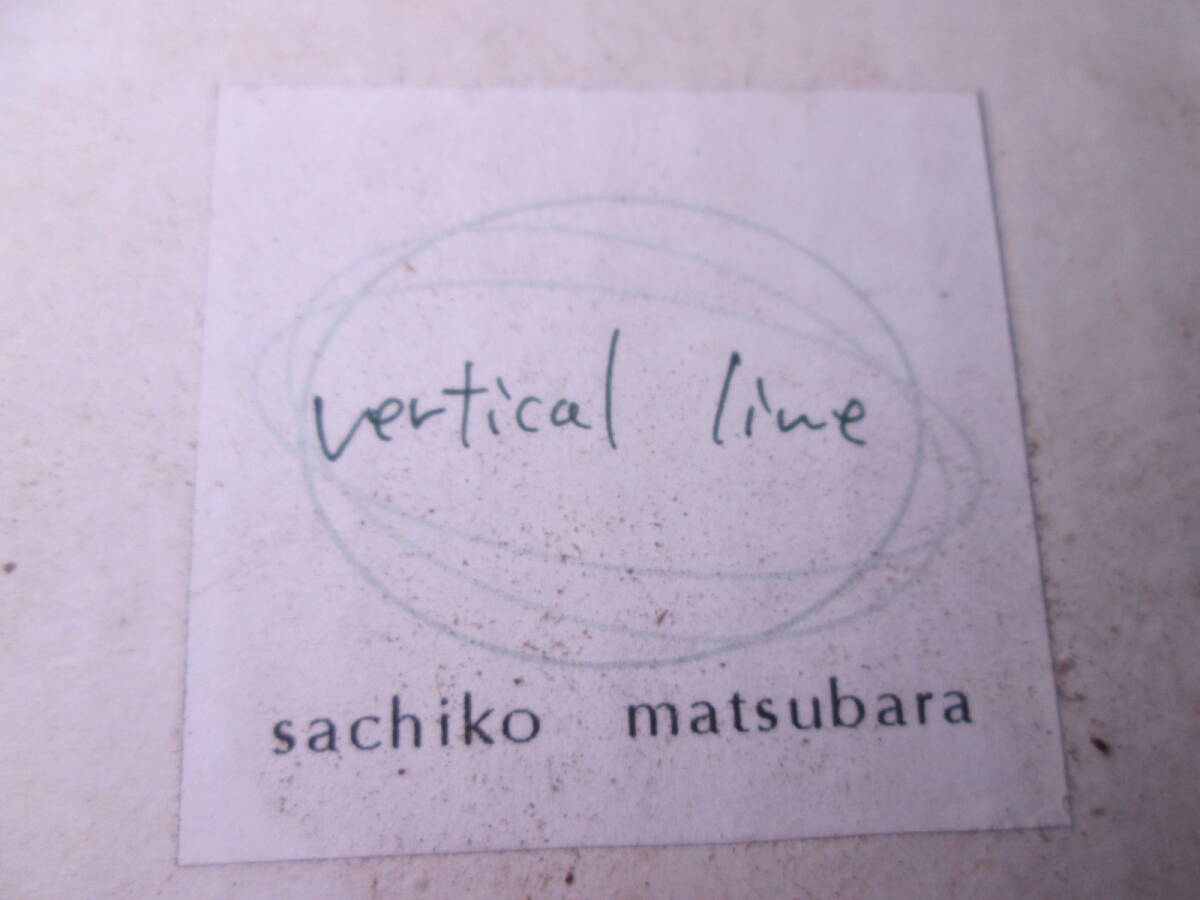 vertical line
sachiko matsubara